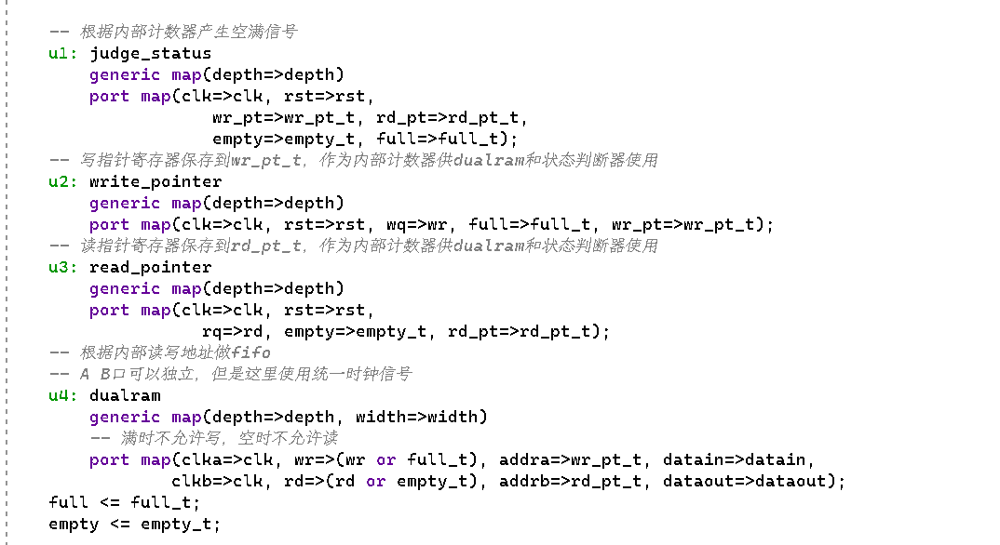 -- 根据内部计数器产生空满信号
u1: judge_status
generic map(depth=>depth)
port map(clk=>clk, rst=>rst,
wr_pt=>wr_pt_t, rd_pt=>rd_pt_t,
empty=>empty_t, full=>full_t);
-- 写指针寄存器保存到wr_pt_t, 作为内部计数器供dualram和状态判断器使用
u2: write_pointer
generic map(depth=>depth)
port map(clk=>clk, rst=>rst, wq=>wr, full=>full_t, wr_pt=>wr_pt_t);
-- 读指针寄存器保存到rd_pt_t, 作为内部计数器供dualram和状态判断器使用
u3: read_pointer
generic map(depth=>depth)
port map(clk=>clk, rst=>rst,
rq=>rd, empty=>empty_t, rd_pt=>rd_pt_t);
-- 根据内部读写地址做fifo
-- A B口可以独立, 但是这里使用统一时钟信号
u4: dualram
generic map(depth=>depth, width=>width)
-- 满时不允许写, 空时不允许读
port map(clka=>clk, wr=>(wr or full_t), addra=>wr_pt_t, datain=>datain,
clkb=>clk, rd=>(rd or empty_t), addrb=>rd_pt_t, dataout=>dataout);
full <= full_t;
empty <= empty_t;